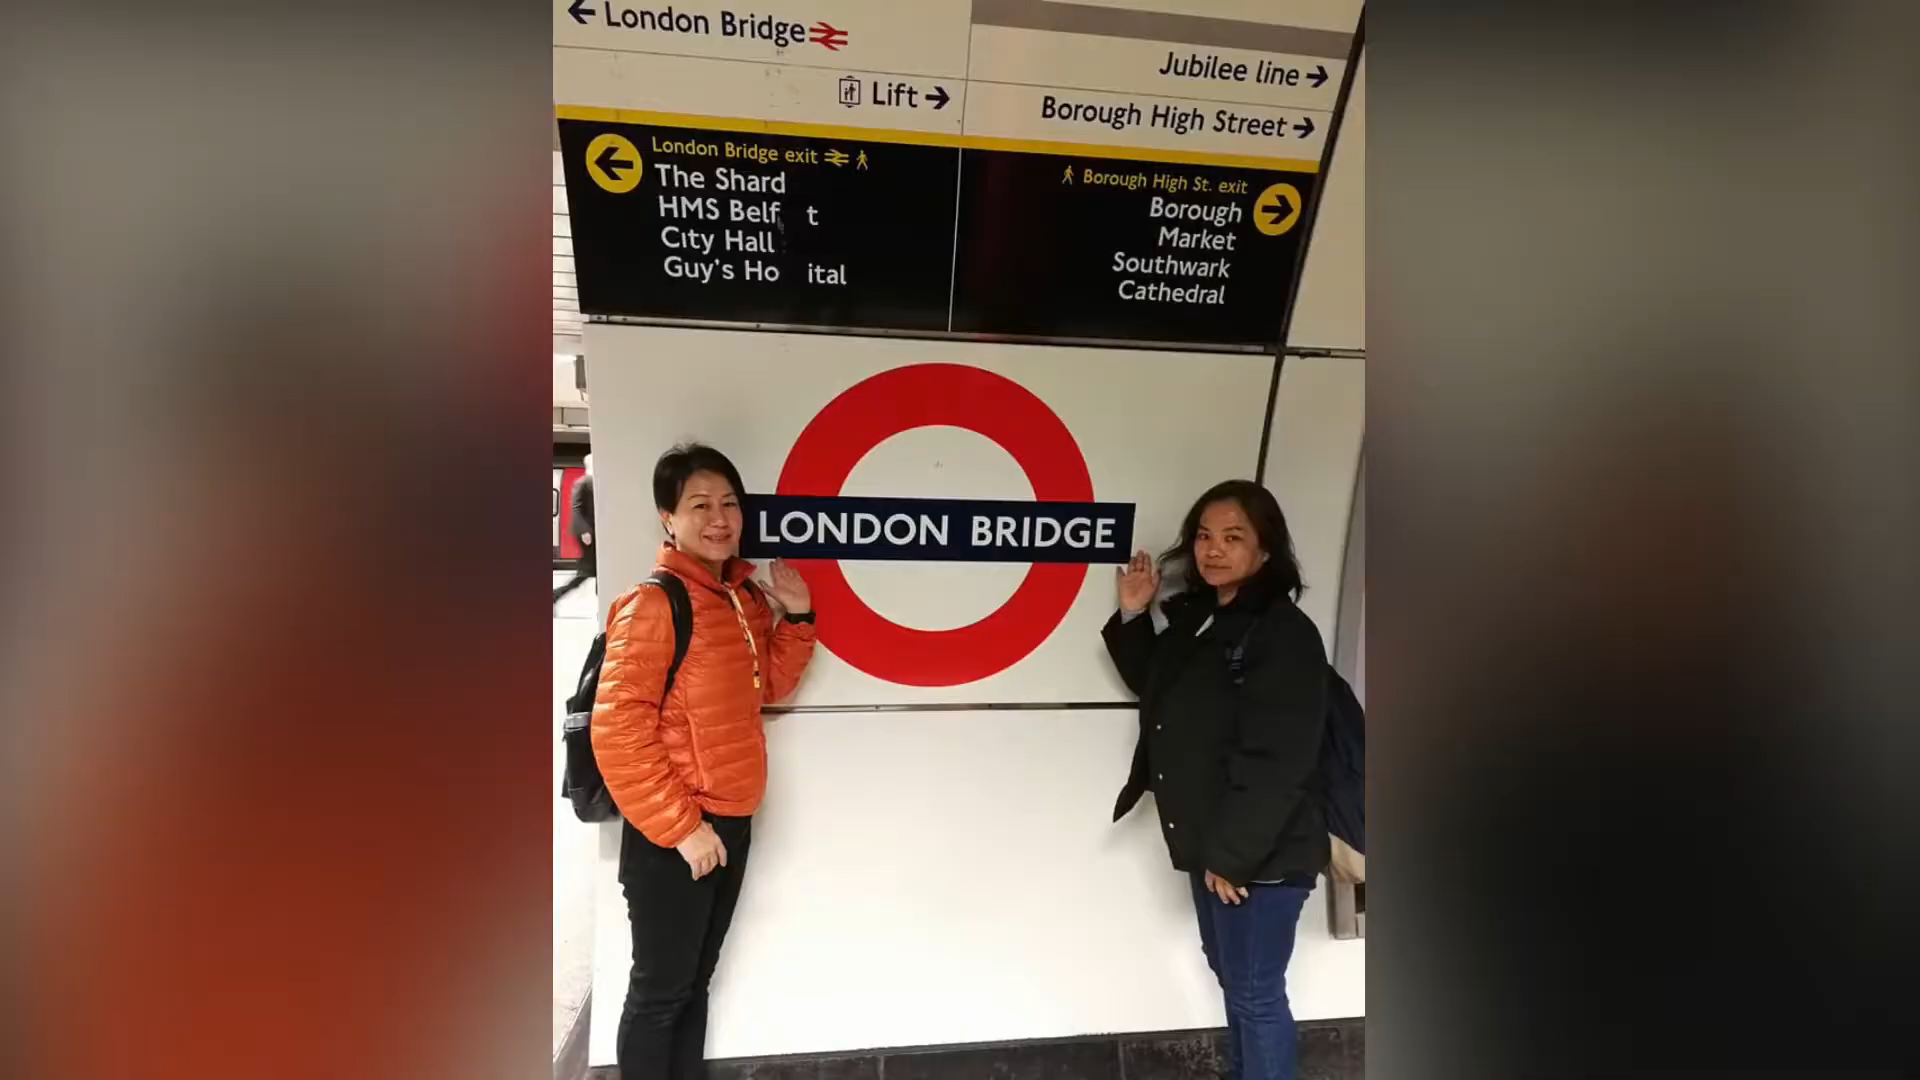 London Bridge
Lift
Jubilee line
Borough High Street
London Bridge exit
The Shard
HMS Belf t
City Hall
Guy's Ho ital
Borough High St. exit
Borough
Market
Southwark
Cathedral
LONDON BRIDGE